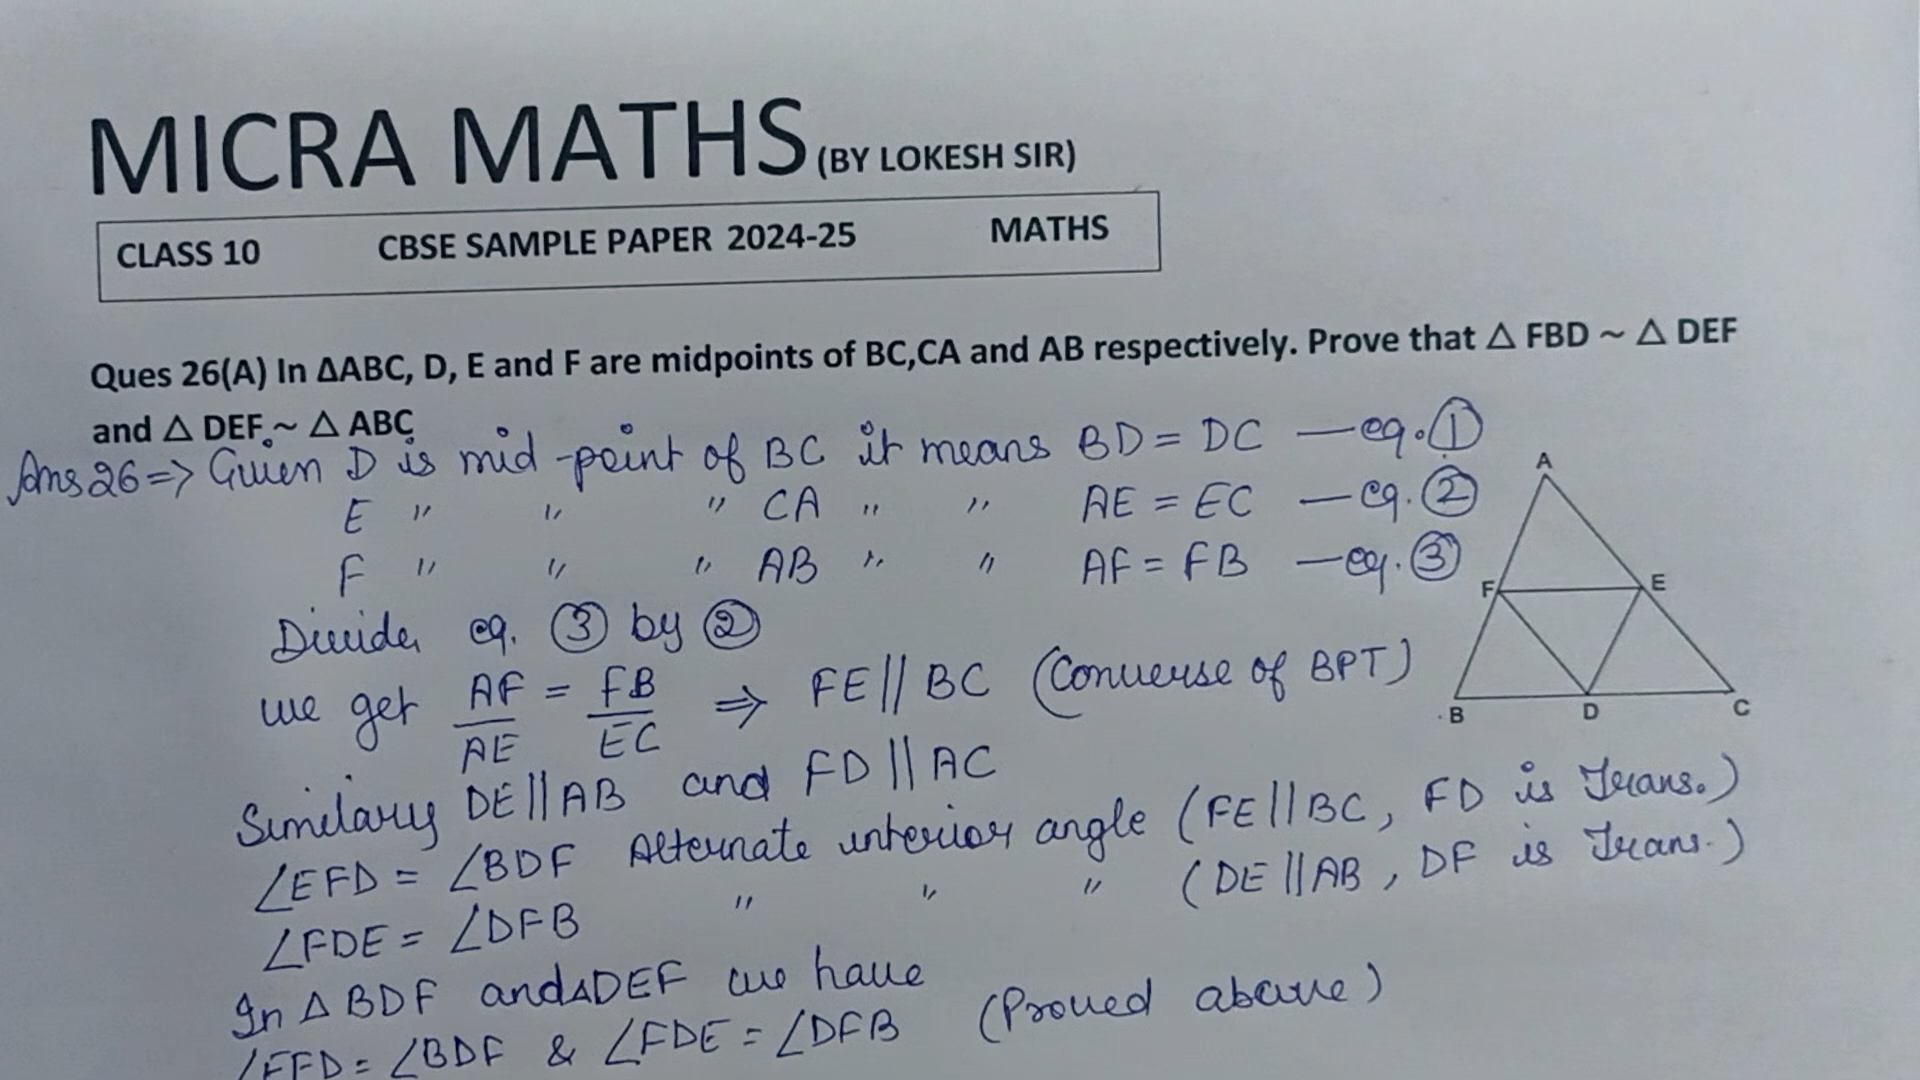 MICRA MATHS (BY LOKESH SIR)
CLASS 10 CBSE SAMPLE PAPER 2024-25 MATHS
Ques 26(A) In ΔABC, D, E and F are midpoints of BC,CA and AB respectively. Prove that △ FBD ~ △ DEF
and △ DEF ~ △ ABC
Ans 26 => Given D is mid-point of BC it means BD = DC — eq. ①
E " " " CA " " AE = EC — eq. ②
F " " " AB " " AF = FB — eq. ③
Divide eq. ③ by ②
we get AF/AE = FB/EC ⇒ FE || BC (Converse of BPT)
Similary DE || AB and FD || AC
∠EFD = ∠BDF Alternate interior angle (FE || BC, FD is Trans.)
∠FDE = ∠DFB " " " (DE || AB, DF is Trans.)
In △ BDF and △DEF we have
∠EFD = ∠BDF & ∠FDE = ∠DFB (Proved above)
A
F
E
B
D
C